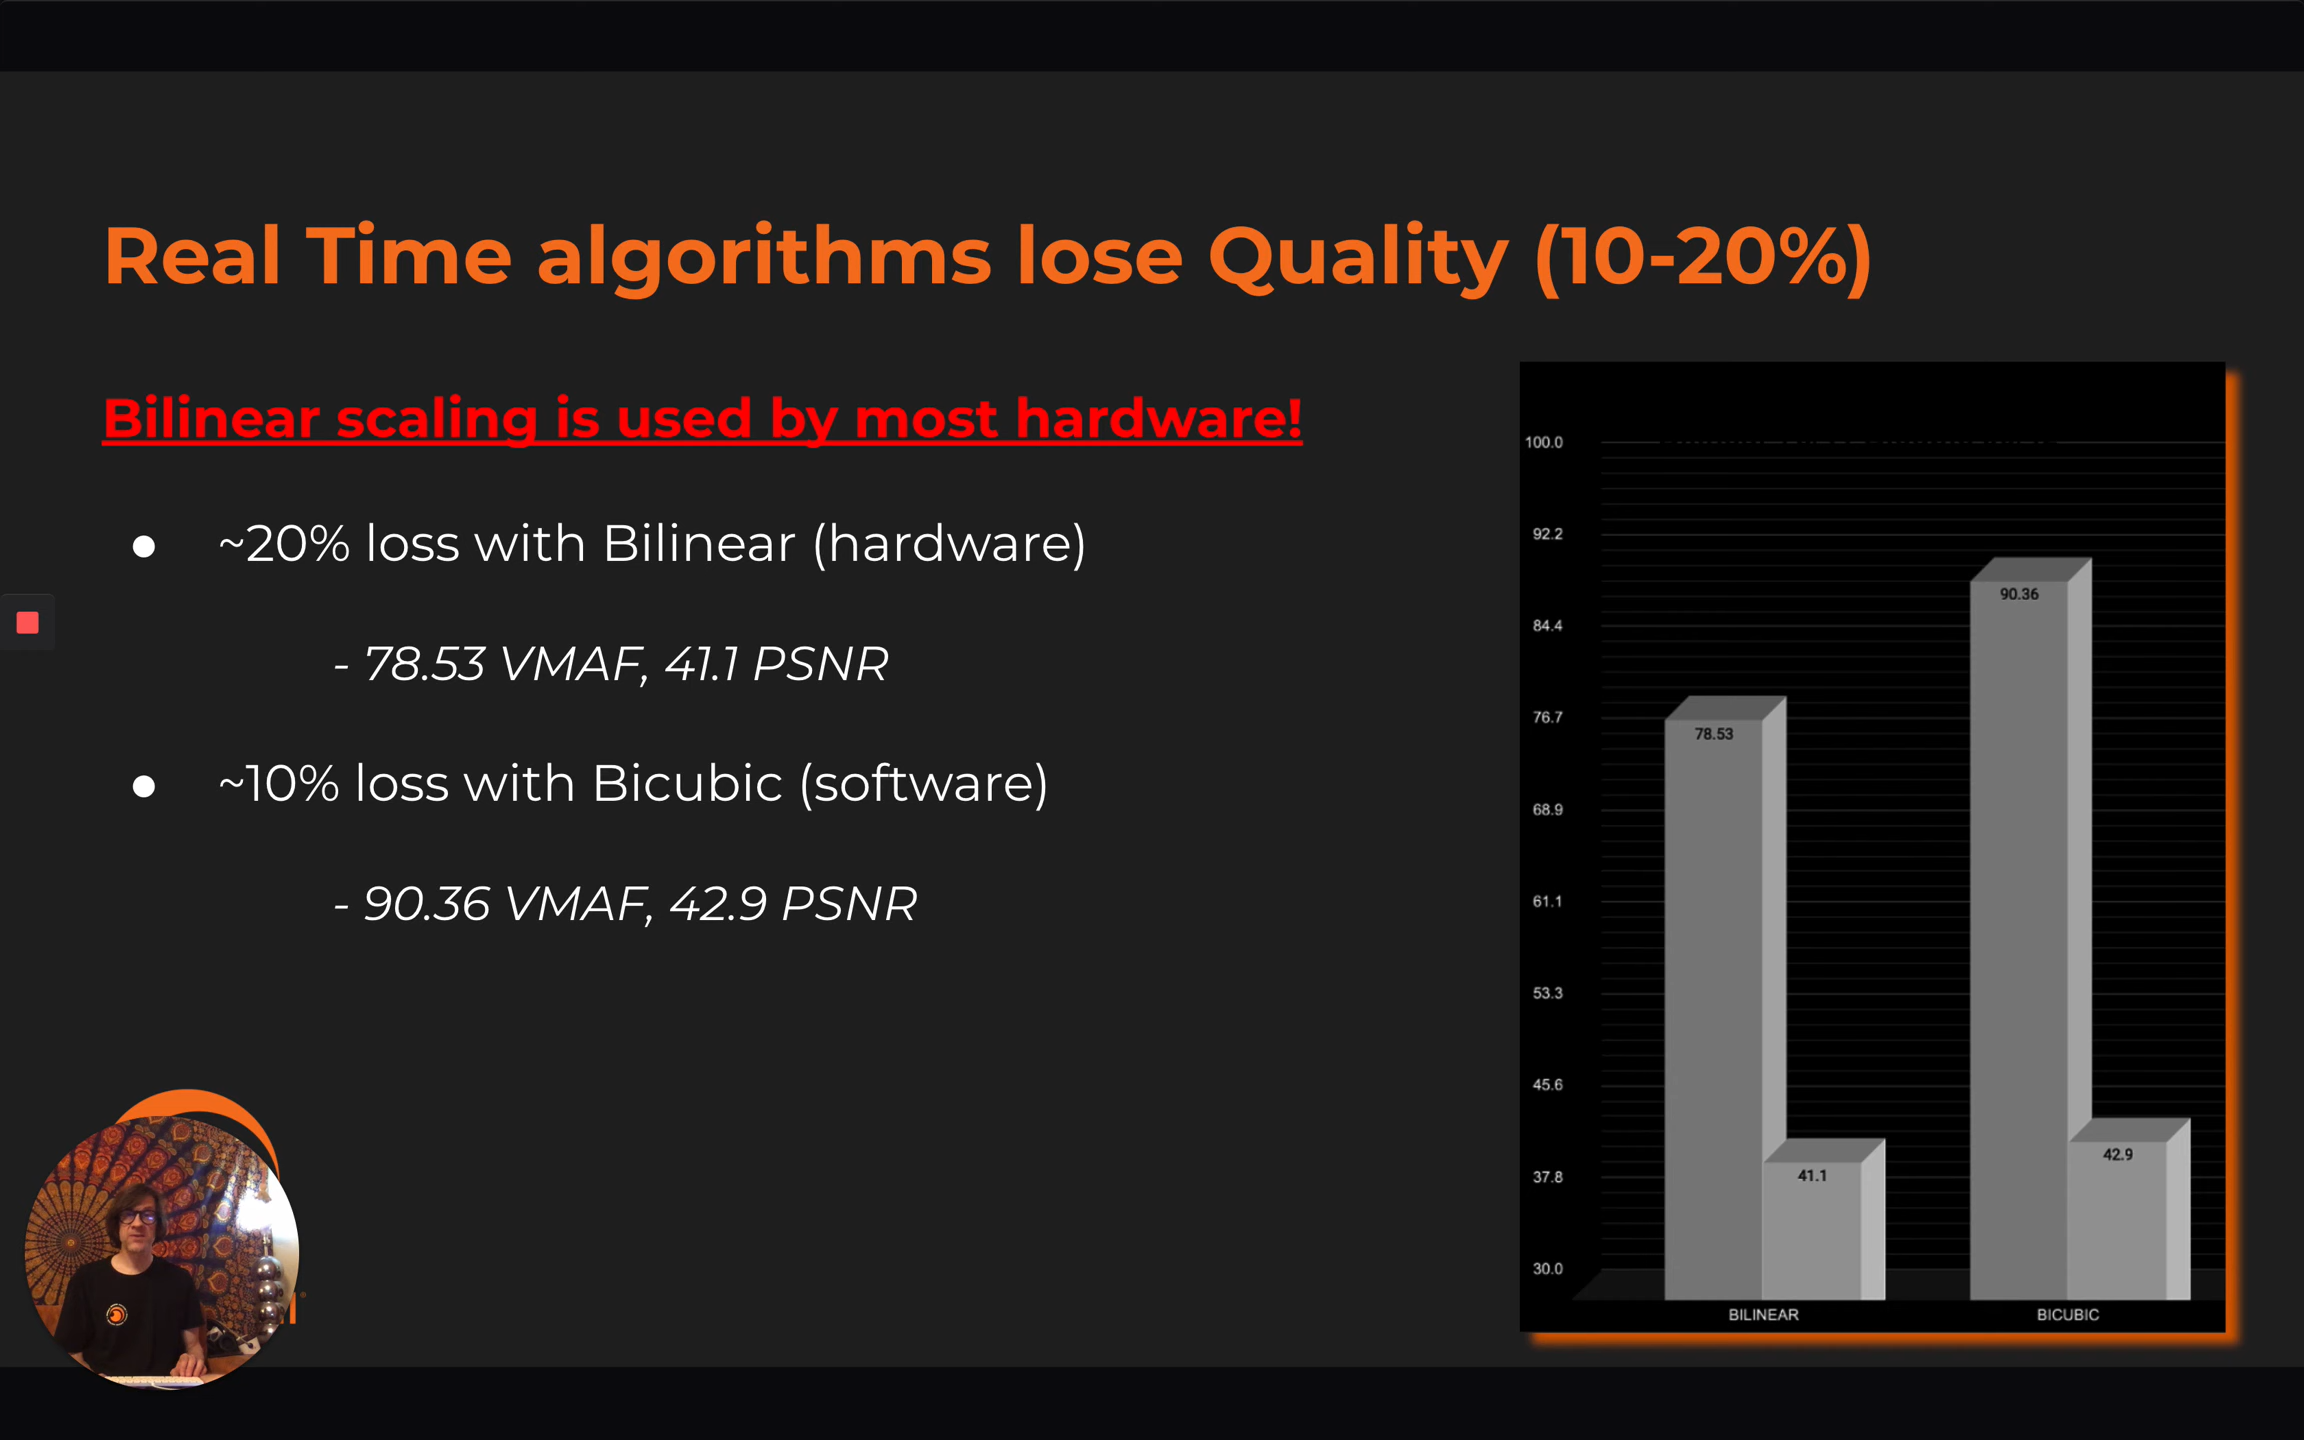 Real Time algorithms lose Quality (10-20%)
Bilinear scaling is used by most hardware!
● ~20% loss with Bilinear (hardware)
- 78.53 VMAF, 41.1 PSNR
● ~10% loss with Bicubic (software)
- 90.36 VMAF, 42.9 PSNR
100.0
92.2
84.4
76.7
68.9
61.1
53.3
45.6
37.8
30.0
78.53
41.1
90.36
42.9
BILINEAR
BICUBIC